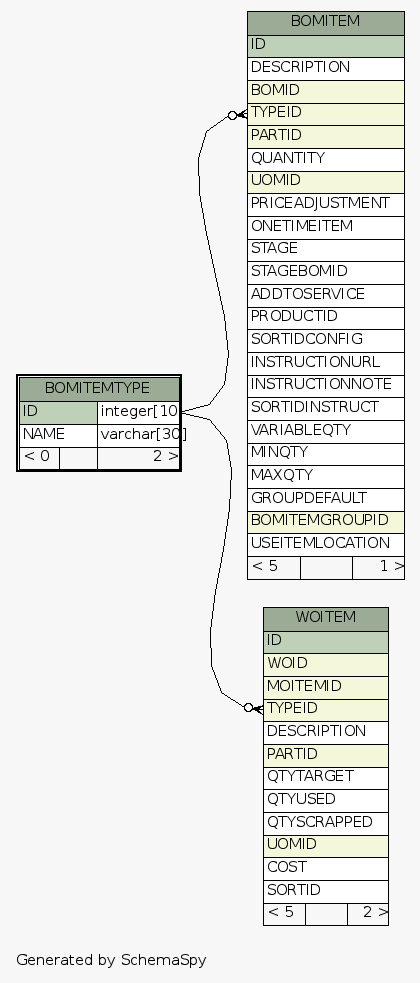 BOMITEM
ID
DESCRIPTION
BOMID
TYPEID
PARTID
QUANTITY
UOMID
PRICEADJUSTMENT
ONETIMEITEM
STAGE
STAGEBOMID
ADDTOSERVICE
PRODUCTID
SORTIDCONFIG
INSTRUCTIONURL
INSTRUCTIONNOTE
SORTIDINSTRUCT
VARIABLEQTY
MINQTY
MAXQTY
GROUPDEFAULT
BOMITEMGROUPID
USEITEMLOCATION
< 5 1 >
BOMITEMTYPE
ID integer[10
NAME varchar[30]
< 0 2 >
WOITEM
ID
WOID
MOITEMID
TYPEID
DESCRIPTION
PARTID
QTYTARGET
QTYUSED
QTYSCRAPPED
UOMID
COST
SORTID
< 5 2 >
Generated by SchemaSpy